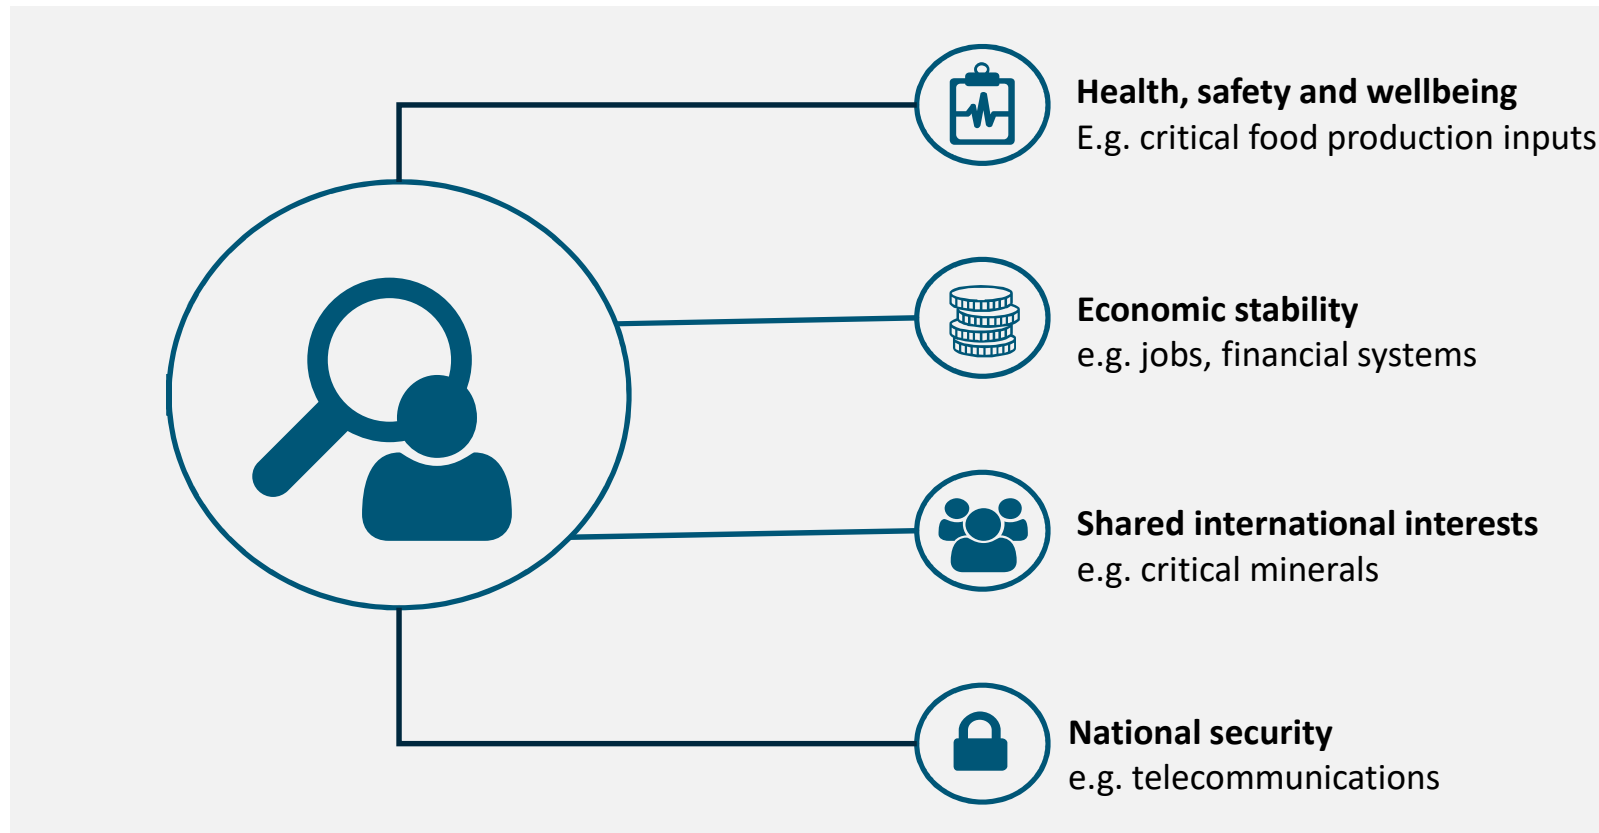 Health, safety and wellbeing
E.g. critical food production inputs
Economic stability
e.g. jobs, financial systems
Shared international interests
e.g. critical minerals
National security
e.g. telecommunications